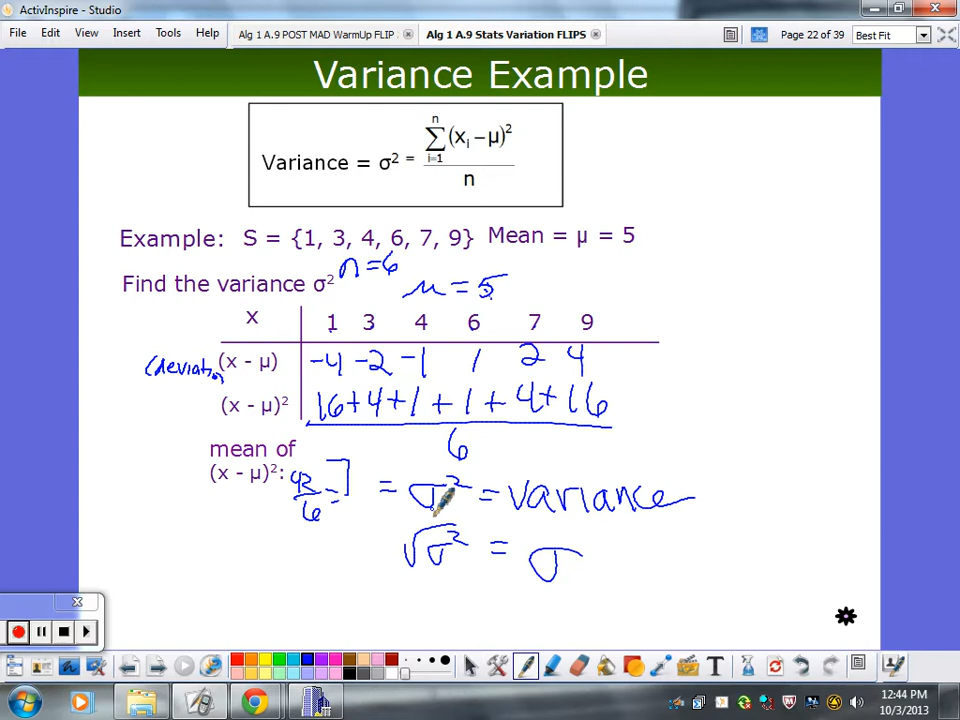 ActivInspire - Studio
File Edit View Insert Tools Help Alg 1 A.9 POST MAD WarmUp FLIP Alg 1 A.9 Stats Variation FLIPS Page 22 of 39 Best Fit
Variance Example
Variance = σ² = n ∑ i=1 (xᵢ – μ)² / n
Example: S = {1, 3, 4, 6, 7, 9} Mean = μ = 5
Find the variance σ² n = 6 μ = 5
x 1 3 4 6 7 9
(deviation (x - μ) -4 -2 -1 1 2 4
(x - μ)² 16+4+1+1+4+16
6
mean of
(x - μ)²: 42/6 = 7 = σ² = variance
√σ² = σ
T
12:44 PM
10/3/2013